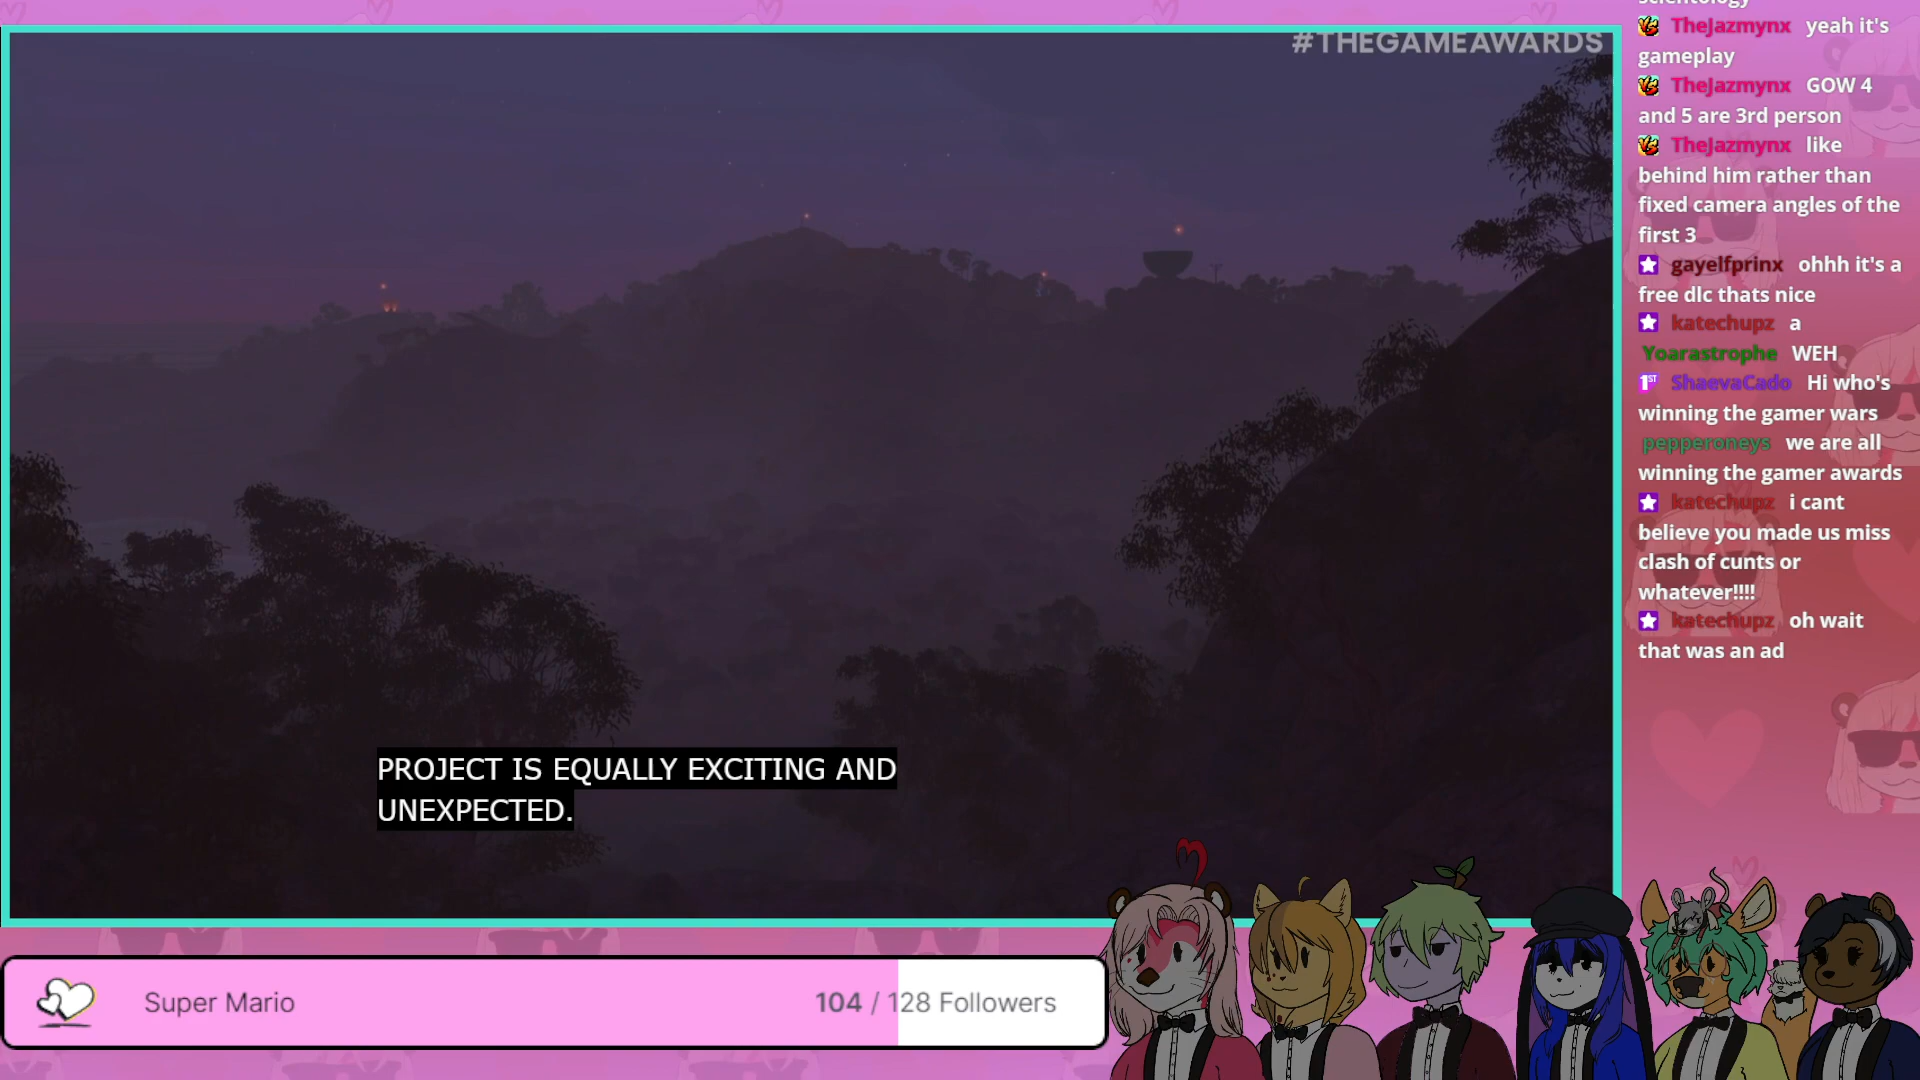 #THEGAMEAWARDS
scientology
TheJazmynx yeah it's
gameplay
TheJazmynx GOW 4
and 5 are 3rd person
TheJazmynx like
behind him rather than
fixed camera angles of the
first 3
gayelfprinx ohhh it's a
free dlc thats nice
katechupz a
Yoarastrophe WEH
1ST ShaevaCado Hi who's
winning the gamer wars
pepperoneys we are all
winning the gamer awards
katechupz i cant
believe you made us miss
clash of cunts or
whatever!!!!
katechupz oh wait
that was an ad
PROJECT IS EQUALLY EXCITING AND
UNEXPECTED.
Super Mario 104 / 128 Followers